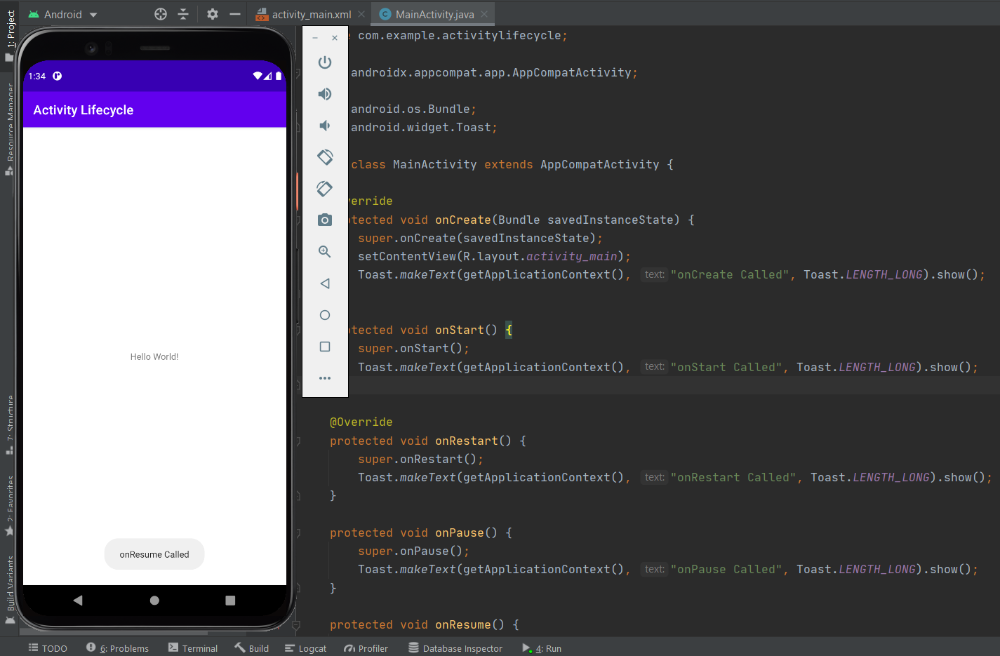 1: Project
Android
activity_main.xml
MainActivity.java
Resource Manager
7: Structure
2: Favorites
Build Variants
1:34
Activity Lifecycle
Hello World!
onResume Called
com.example.activitylifecycle;
androidx.appcompat.app.AppCompatActivity;
android.os.Bundle;
android.widget.Toast;
class MainActivity extends AppCompatActivity {
erride
otected void onCreate(Bundle savedInstanceState) {
super.onCreate(savedInstanceState);
setContentView(R.layout.activity_main);
Toast.makeText(getApplicationContext(), text: "onCreate Called", Toast.LENGTH_LONG).show();
otected void onStart() {
super.onStart();
Toast.makeText(getApplicationContext(), text: "onStart Called", Toast.LENGTH_LONG).show();
@Override
protected void onRestart() {
super.onRestart();
Toast.makeText(getApplicationContext(), text: "onRestart Called", Toast.LENGTH_LONG).show();
}
protected void onPause() {
super.onPause();
Toast.makeText(getApplicationContext(), text: "onPause Called", Toast.LENGTH_LONG).show();
}
protected void onResume() {
TODO 6: Problems Terminal Build Logcat Profiler Database Inspector 4: Run